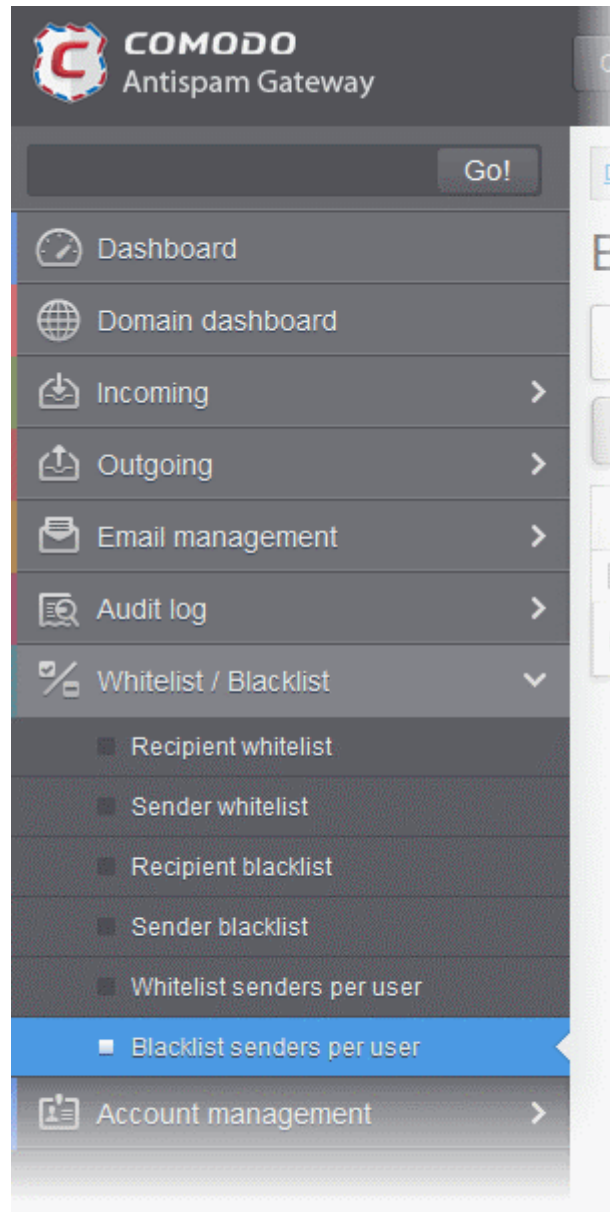 COMODO
Antispam Gateway
Go!
Dashboard
Domain dashboard
Incoming
Outgoing
Email management
Audit log
Whitelist / Blacklist
Recipient whitelist
Sender whitelist
Recipient blacklist
Sender blacklist
Whitelist senders per user
Blacklist senders per user
Account management